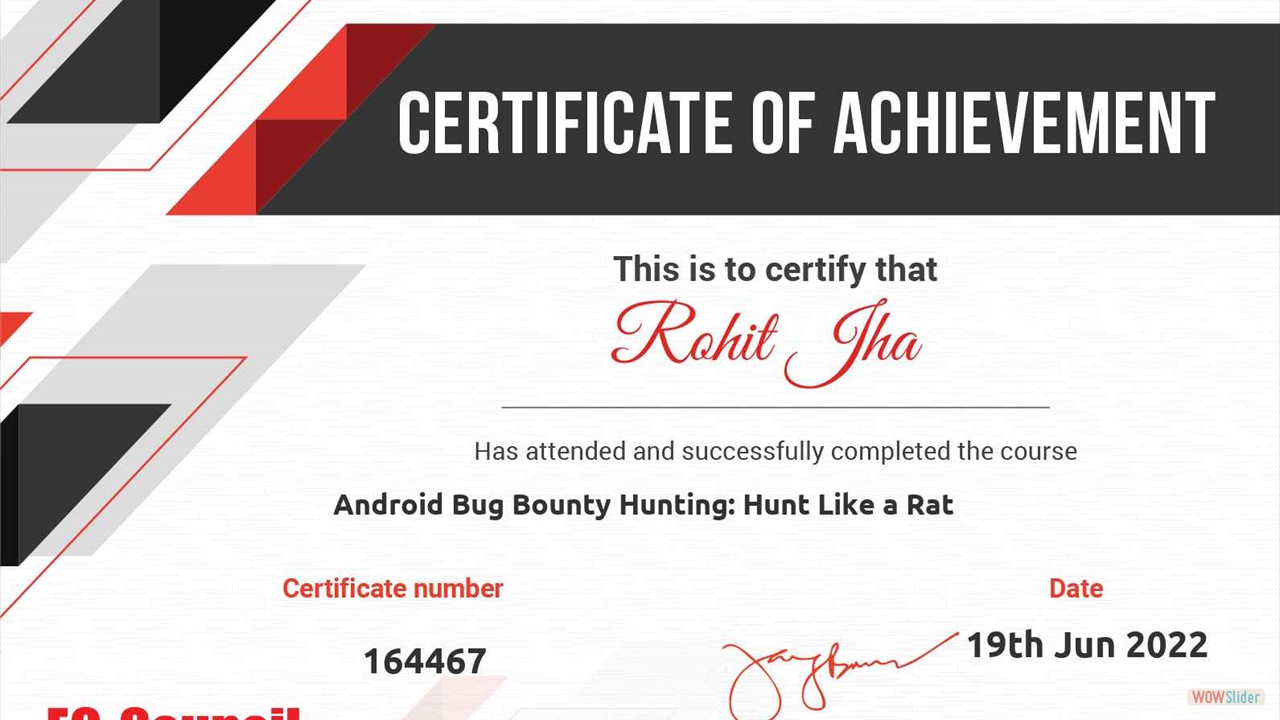 CERTIFICATE OF ACHIEVEMENT
This is to certify that
Rohit Jha
Has attended and successfully completed the course
Android Bug Bounty Hunting: Hunt Like a Rat
Certificate number
Date
164467
19th Jun 2022
EC-Council
WOWSlider